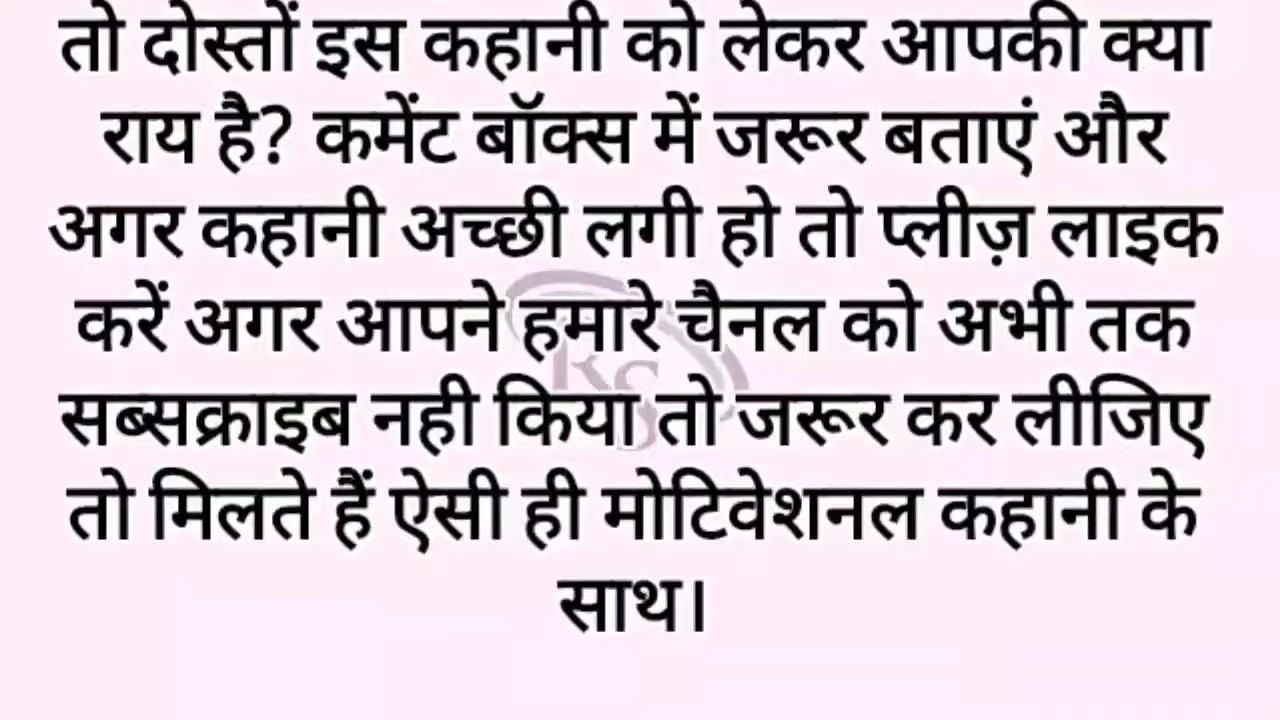 तो दोस्तों इस कहानी को लेकर आपकी क्या
राय है? कमेंट बॉक्स में जरूर बताएं और
अगर कहानी अच्छी लगी हो तो प्लीज़ लाइक
करें अगर आपने हमारे चैनल को अभी तक
सब्सक्राइब नही किया तो जरूर कर लीजिए
तो मिलते हैं ऐसी ही मोटिवेशनल कहानी के
साथ।